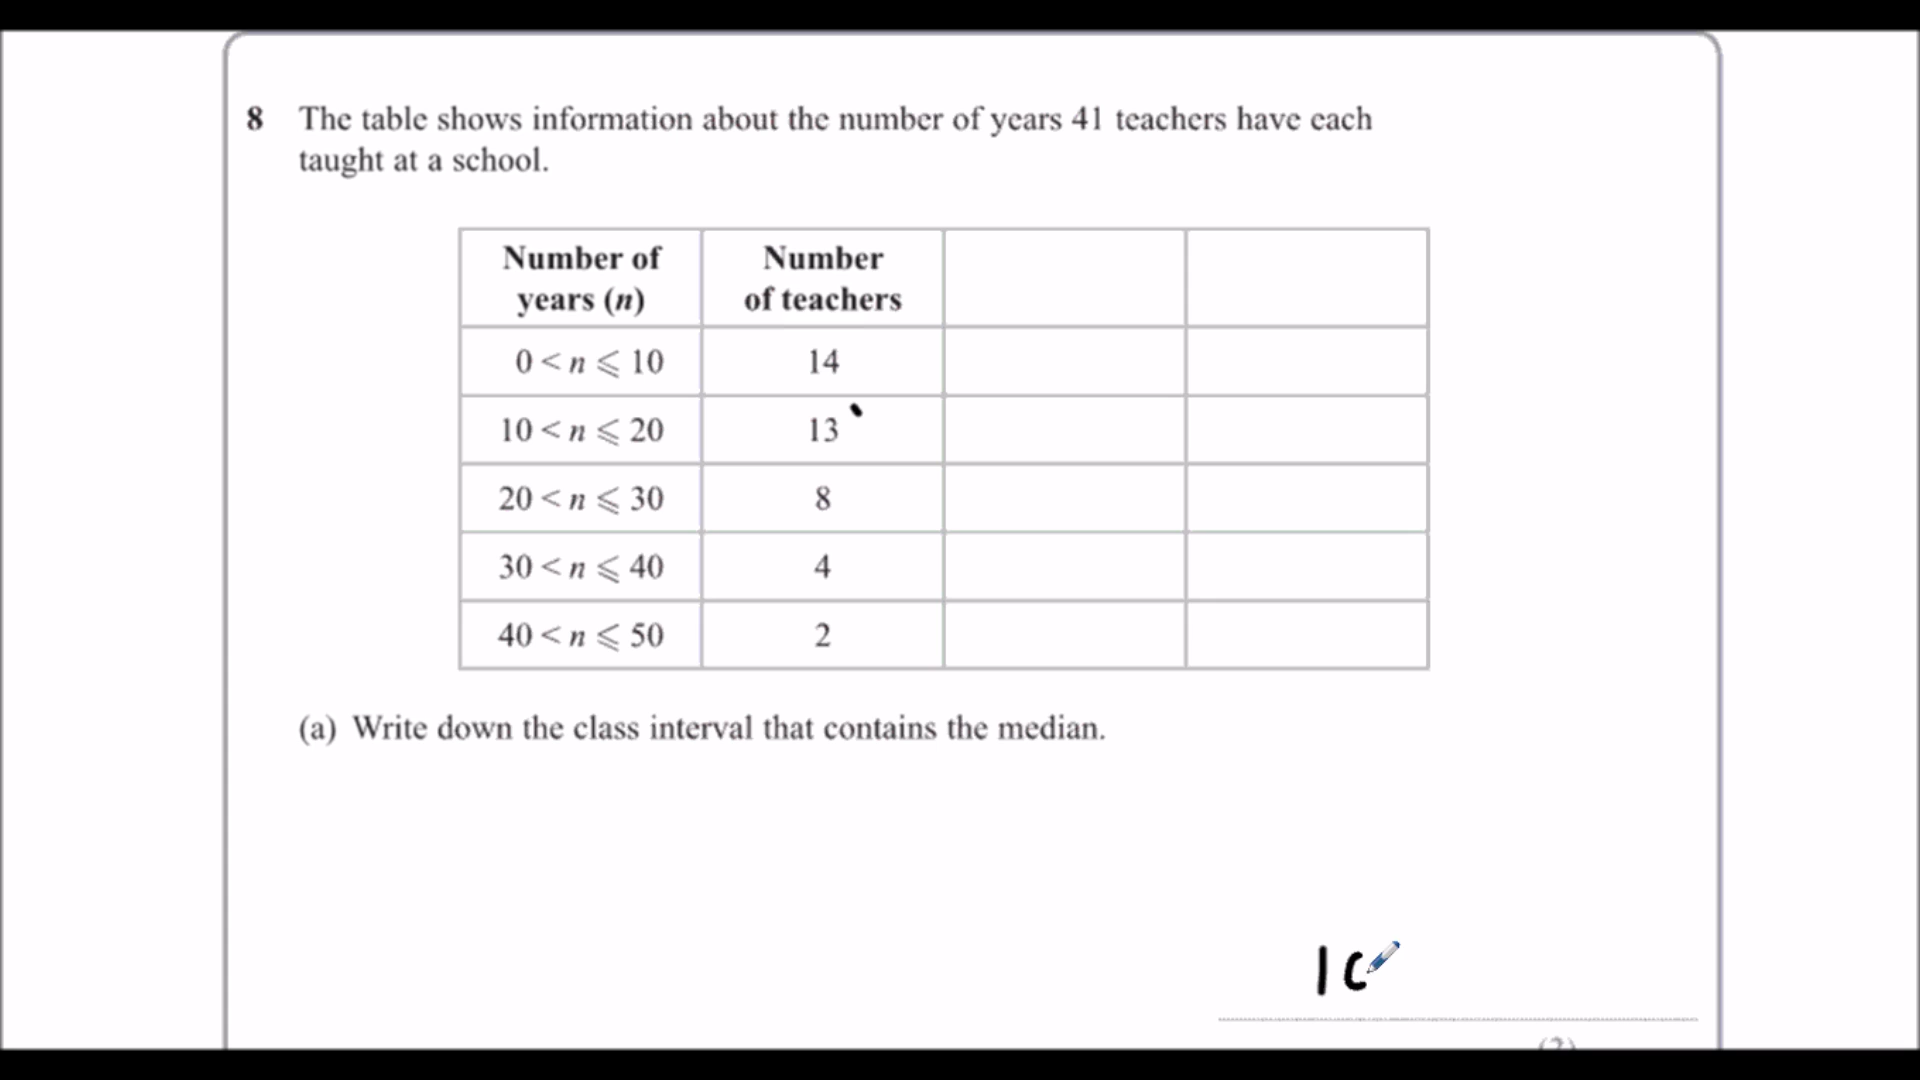 8 The table shows information about the number of years 41 teachers have each
taught at a school.
Number of years (n) Number of teachers
0 < n ⩽ 10 14
10 < n ⩽ 20 13
20 < n ⩽ 30 8
30 < n ⩽ 40 4
40 < n ⩽ 50 2
(a) Write down the class interval that contains the median.
10